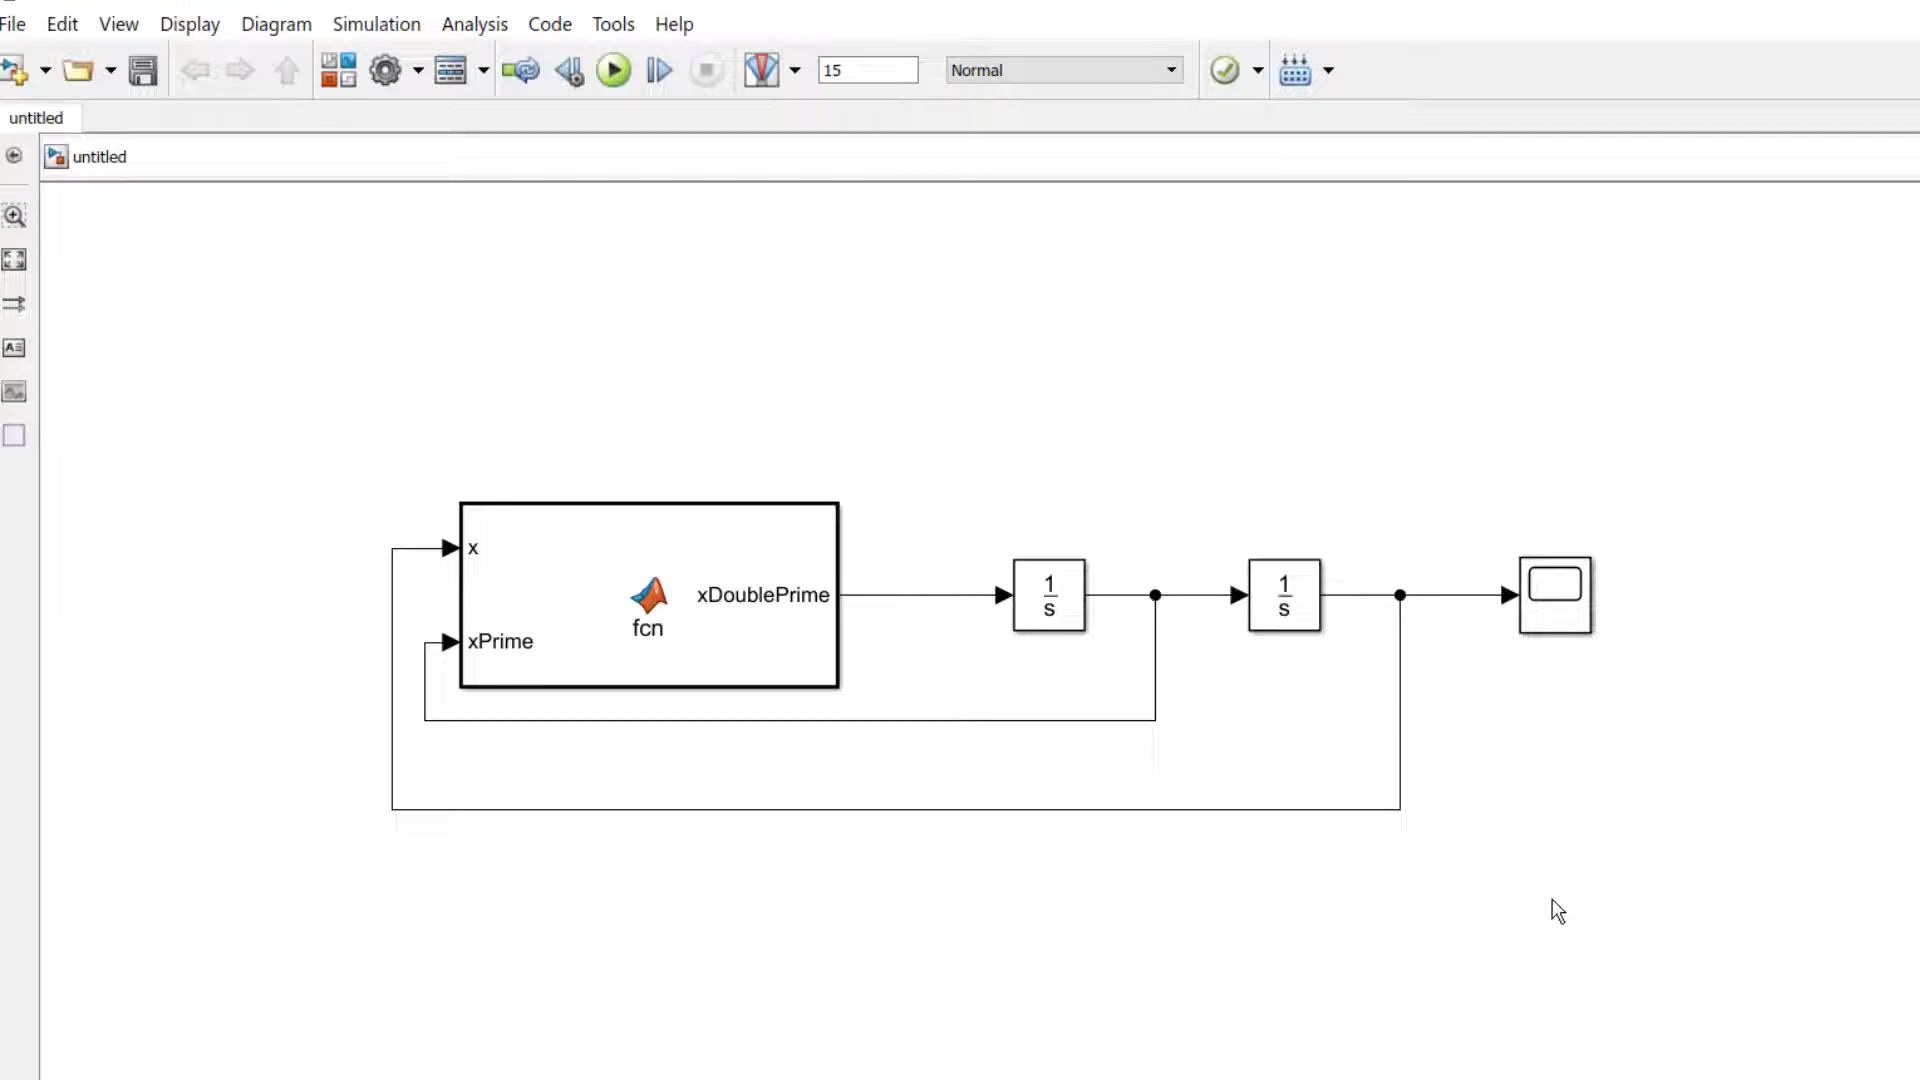 File Edit View Display Diagram Simulation Analysis Code Tools Help
15 Normal
untitled
untitled
x
xDoublePrime
fcn
xPrime
1
s
1
s